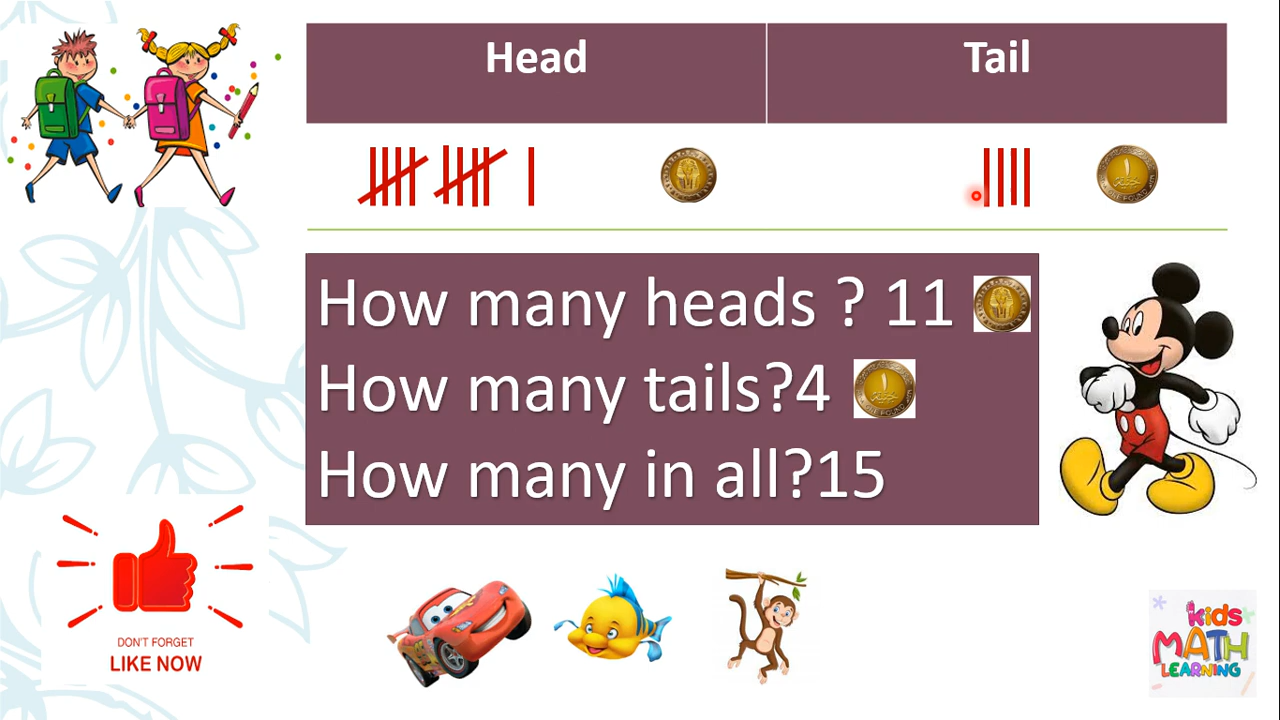 Head
Tail
How many heads ? 11
How many tails?4
How many in all?15
DON'T FORGET
LIKE NOW
Kids
MATH
LEARNING